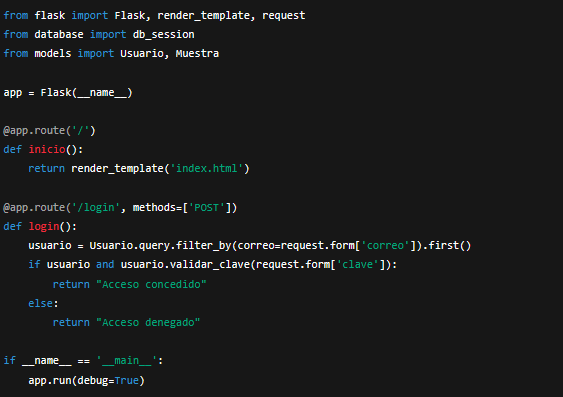 from flask import Flask, render_template, request
from database import db_session
from models import Usuario, Muestra

app = Flask(__name__)

@app.route('/')
def inicio():
    return render_template('index.html')

@app.route('/login', methods=['POST'])
def login():
    usuario = Usuario.query.filter_by(correo=request.form['correo']).first()
    if usuario and usuario.validar_clave(request.form['clave']):
        return "Acceso concedido"
    else:
        return "Acceso denegado"

if __name__ == '__main__':
    app.run(debug=True)